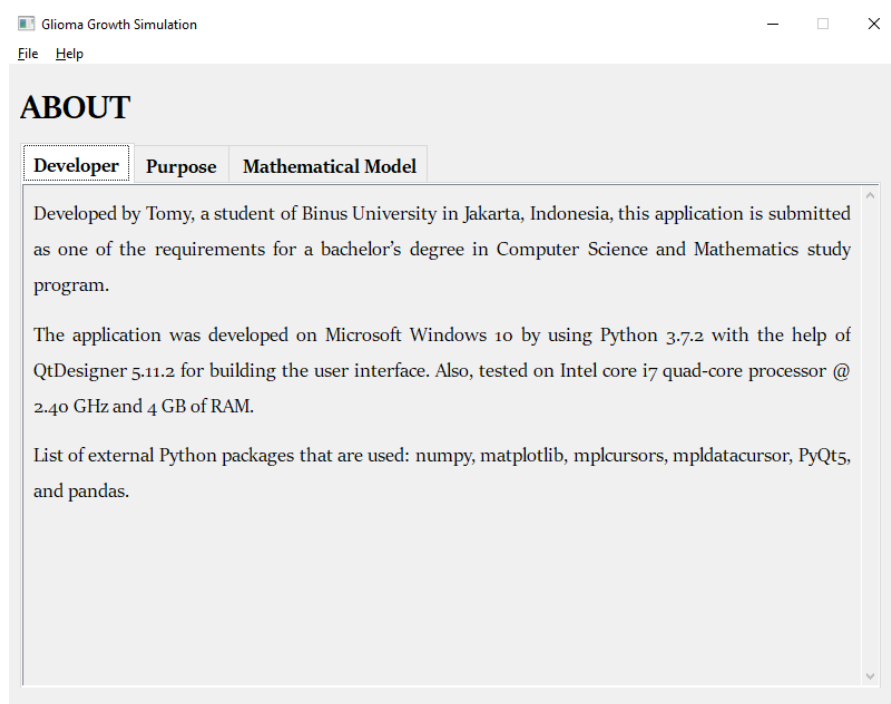 Glioma Growth Simulation
File Help
ABOUT
Developer Purpose Mathematical Model
Developed by Tomy, a student of Binus University in Jakarta, Indonesia, this application is submitted
as one of the requirements for a bachelor’s degree in Computer Science and Mathematics study
program.
The application was developed on Microsoft Windows 10 by using Python 3.7.2 with the help of
QtDesigner 5.11.2 for building the user interface. Also, tested on Intel core i7 quad-core processor @
2.40 GHz and 4 GB of RAM.
List of external Python packages that are used: numpy, matplotlib, mplcursors, mpldatacursor, PyQt5,
and pandas.